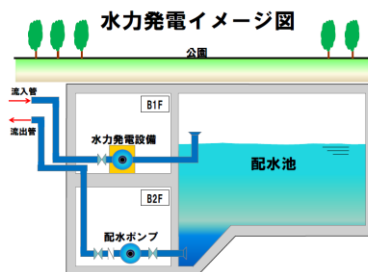 水力発電イメージ図
公園
流入管
B1F
流出管
水力発電設備
配水池
B2F
配水ポンプ